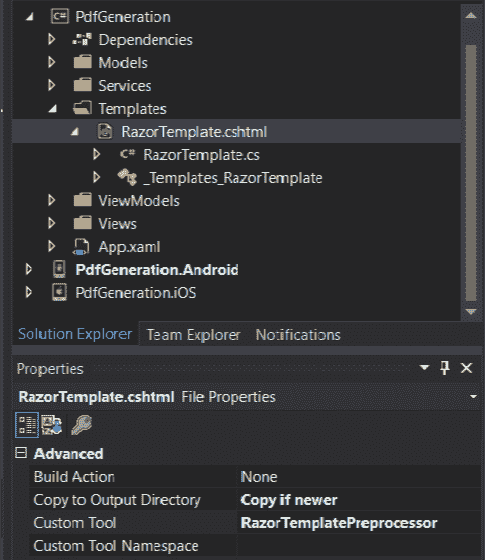 PdfGeneration
Dependencies
Models
Services
Templates
RazorTemplate.cshtml
C# RazorTemplate.cs
_Templates_RazorTemplate
ViewModels
Views
App.xaml
PdfGeneration.Android
PdfGeneration.iOS
Solution Explorer Team Explorer Notifications
Properties
RazorTemplate.cshtml File Properties
Advanced
Build Action None
Copy to Output Directory Copy if newer
Custom Tool RazorTemplatePreprocessor
Custom Tool Namespace